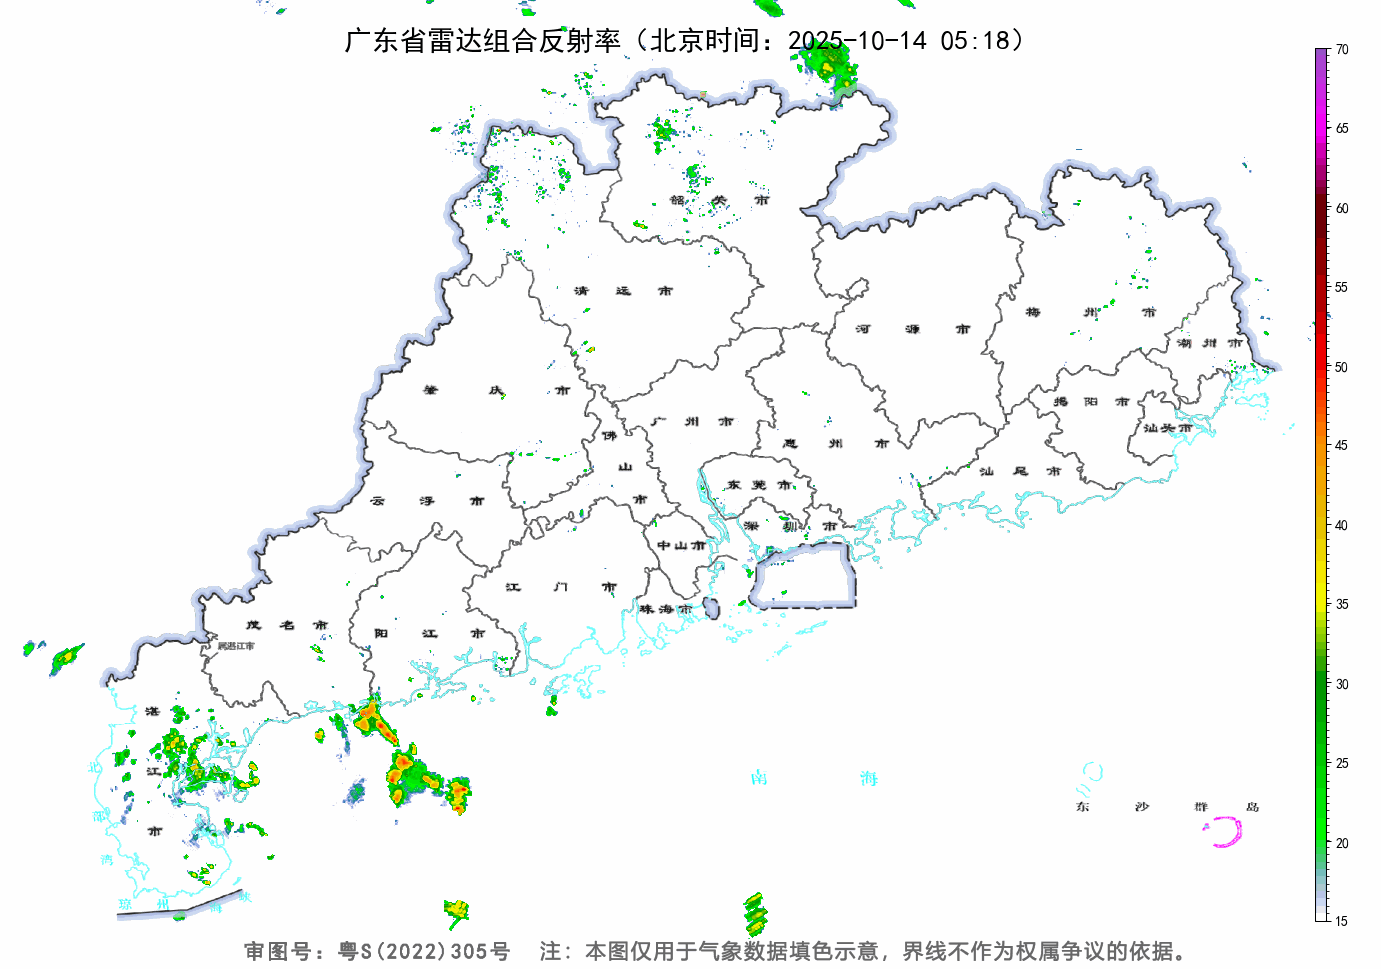 广东省雷达组合反射率（北京时间：2025-10-14 05:18）
70
65
60
55
50
45
40
35
30
25
20
15
韶关市
清远市
河源市
梅州市
潮州市
肇庆市
广州市
佛山市
惠州市
揭阳市
汕头市
汕尾市
云浮市
东莞市
深圳市
中山市
江门市
珠海市
茂名市
属湛江市
阳江市
湛江市
南海
东沙群岛
北部湾
琼州海峡
审图号：粤S(2022)305号 注：本图仅用于气象数据填色示意，界线不作为权属争议的依据。